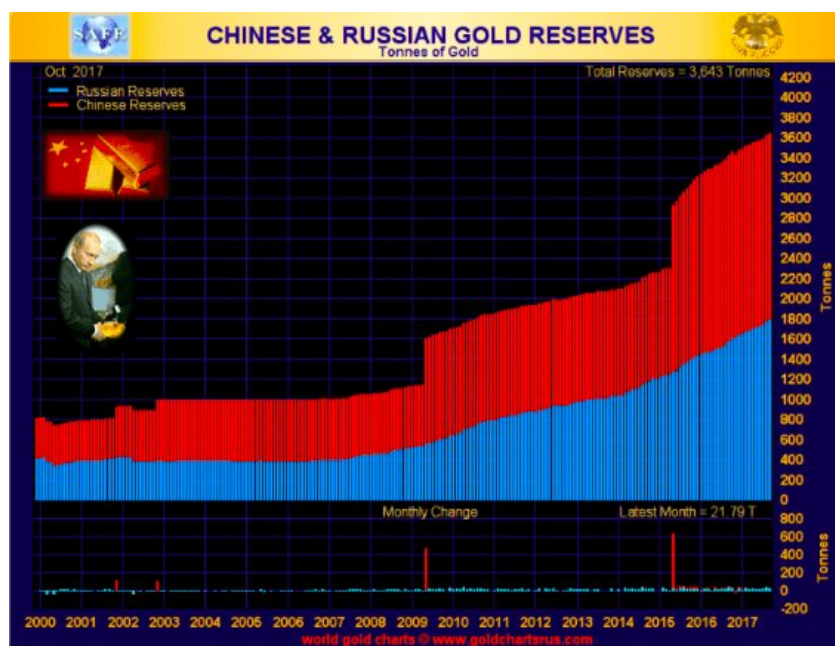 SAFE
CHINESE & RUSSIAN GOLD RESERVES
Tonnes of Gold
Oct 2017
Total Reserves = 3,643 Tonnes
Russian Reserves
Chinese Reserves
4200
4000
3800
3600
3400
3200
3000
2800
2600
2400
2200
2000
1800
1600
1400
1200
1000
800
600
400
200
0
Tonnes
Monthly Change
Latest Month = 21.79 T
800
600
400
200
0
-200
Tonnes
2000 2001 2002 2003 2004 2005 2006 2007 2008 2009 2010 2011 2012 2013 2014 2015 2016 2017
world gold charts © www.goldchartsrus.com